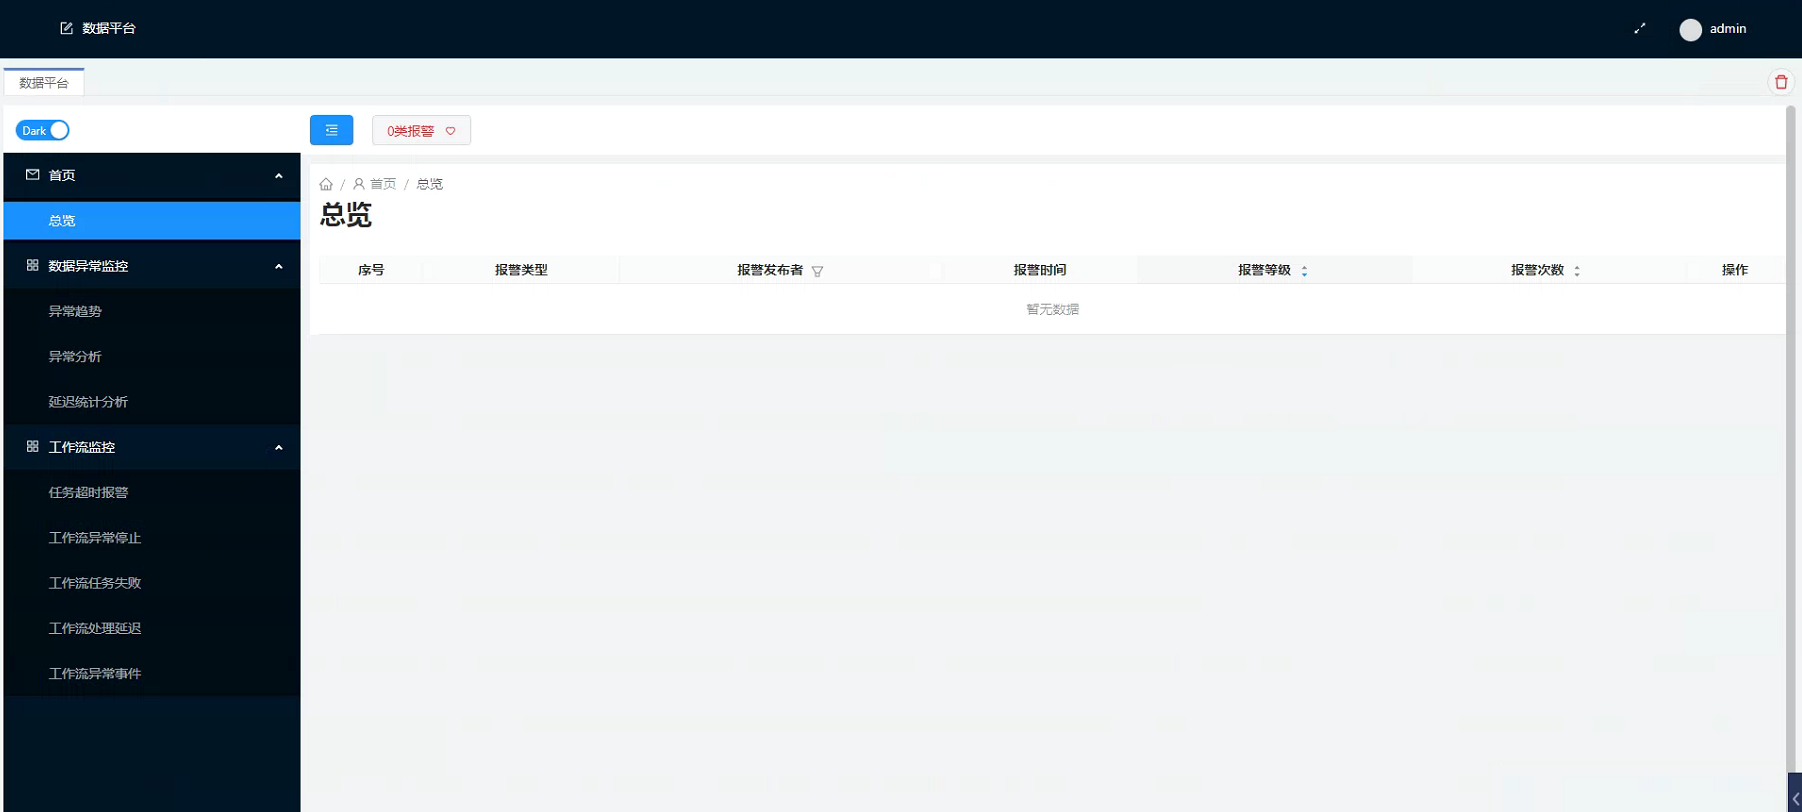 数据平台
admin
数据平台
Dark
0类报警
首页
总览
数据异常监控
异常趋势
异常分析
延迟统计分析
工作流监控
任务超时报警
工作流异常停止
工作流任务失败
工作流处理延迟
工作流异常事件
/ 首页 / 总览
总览
序号 报警类型 报警发布者 报警时间 报警等级 报警次数 操作
暂无数据